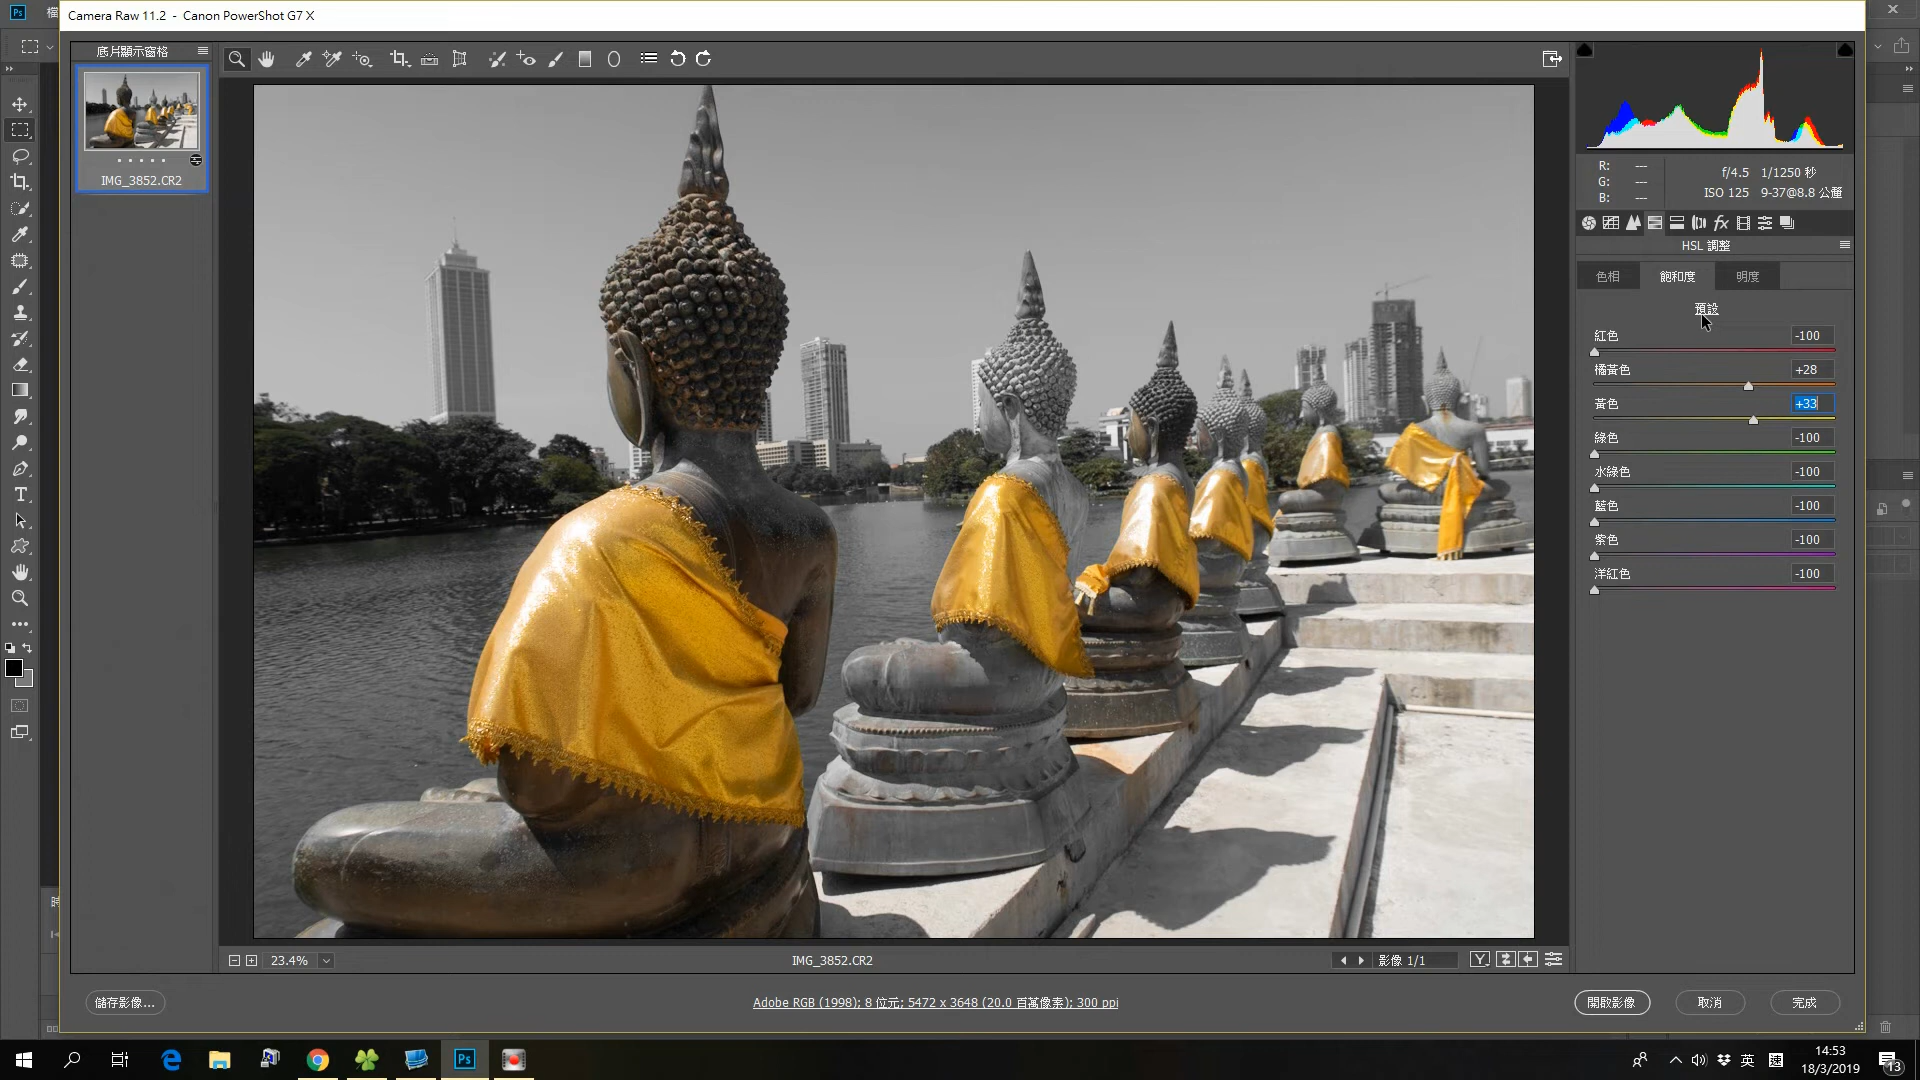 Ps 檔
Camera Raw 11.2 - Canon PowerShot G7 X
底片顯示窗格
IMG_3852.CR2
R: ---
G: ---
B: ---
f/4.5 1/1250 秒
ISO 125 9-37@8.8 公釐
HSL 調整
色相 飽和度 明度
預設
紅色 -100
橘黃色 +28
黃色 +33
綠色 -100
水綠色 -100
藍色 -100
紫色 -100
洋紅色 -100
23.4%
IMG_3852.CR2
影像 1/1
儲存影像...
Adobe RGB (1998); 8 位元; 5472 x 3648 (20.0 百萬像素); 300 ppi
開啟影像 取消 完成
Ps
英
14:53
18/3/2019
13